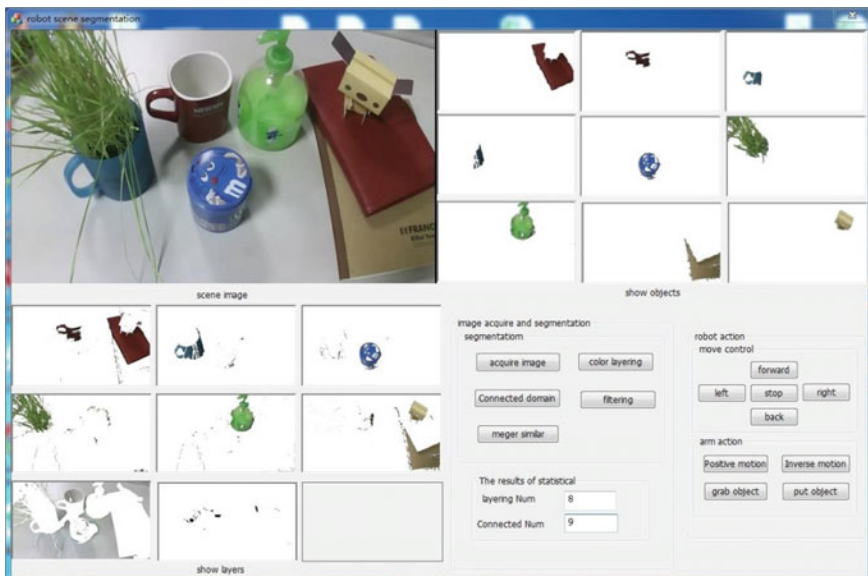 robot scene segmentation
NESCAFE
m
FRANC
scene image
show objects
show layers
image acquire and segmentation
segmentatiom
acquire image
color layering
Connected domain
filtering
meger similar
The results of statistical
layering Num 8
Connected Num 9
robot action
move control
forward
left stop right
back
arm action
Positive motion Inverse motion
grab object put object